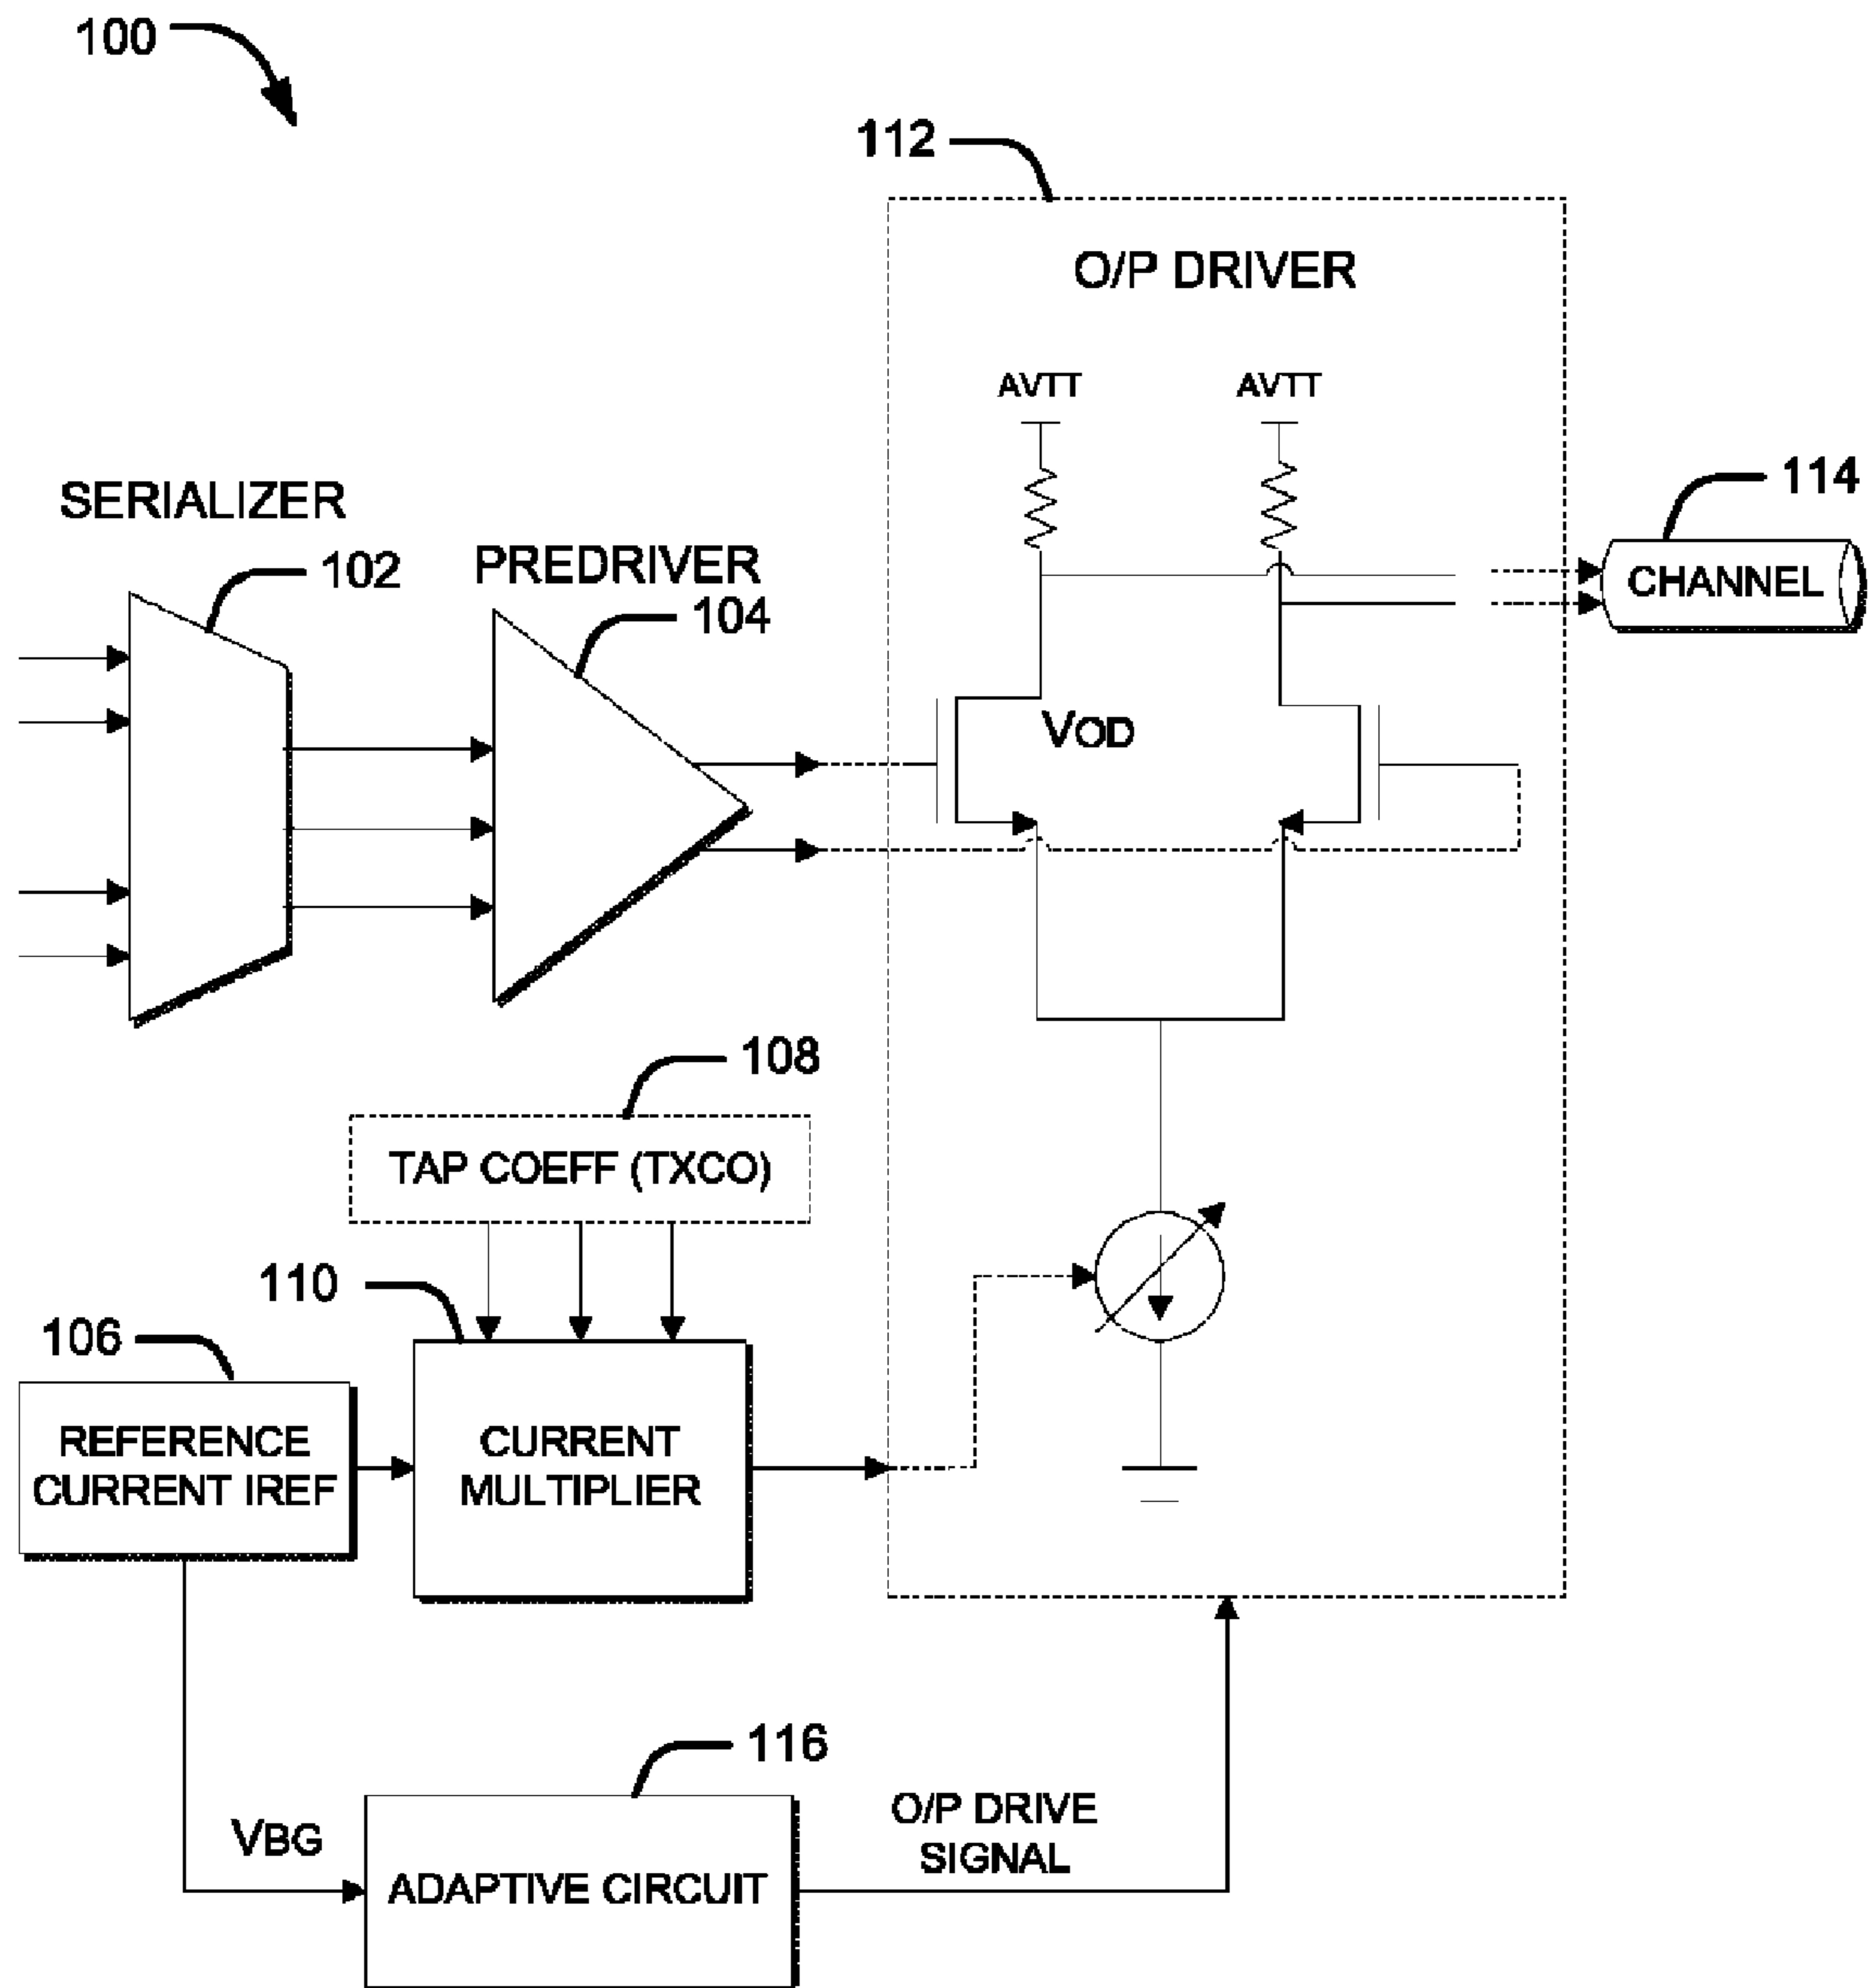 100
112
O/P DRIVER
AVTT
AVTT
114
SERIALIZER
CHANNEL
102
PREDRIVER
104
VOD
108
TAP COEFF (TXCO)
110
106
REFERENCE
CURRENT IREF
CURRENT
MULTIPLIER
116
O/P DRIVE
SIGNAL
VBG
ADAPTIVE CIRCUIT